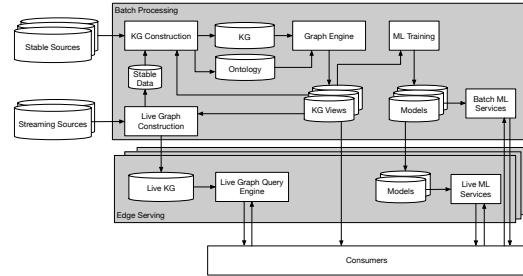 Batch Processing
Stable Sources
KG Construction
KG
Graph Engine
ML Training
Ontology
Stable
Data
KG Views
Models
Batch ML
Services
Streaming Sources
Live Graph
Construction
Live KG
Live Graph Query
Engine
Models
Live ML
Services
Edge Serving
Consumers